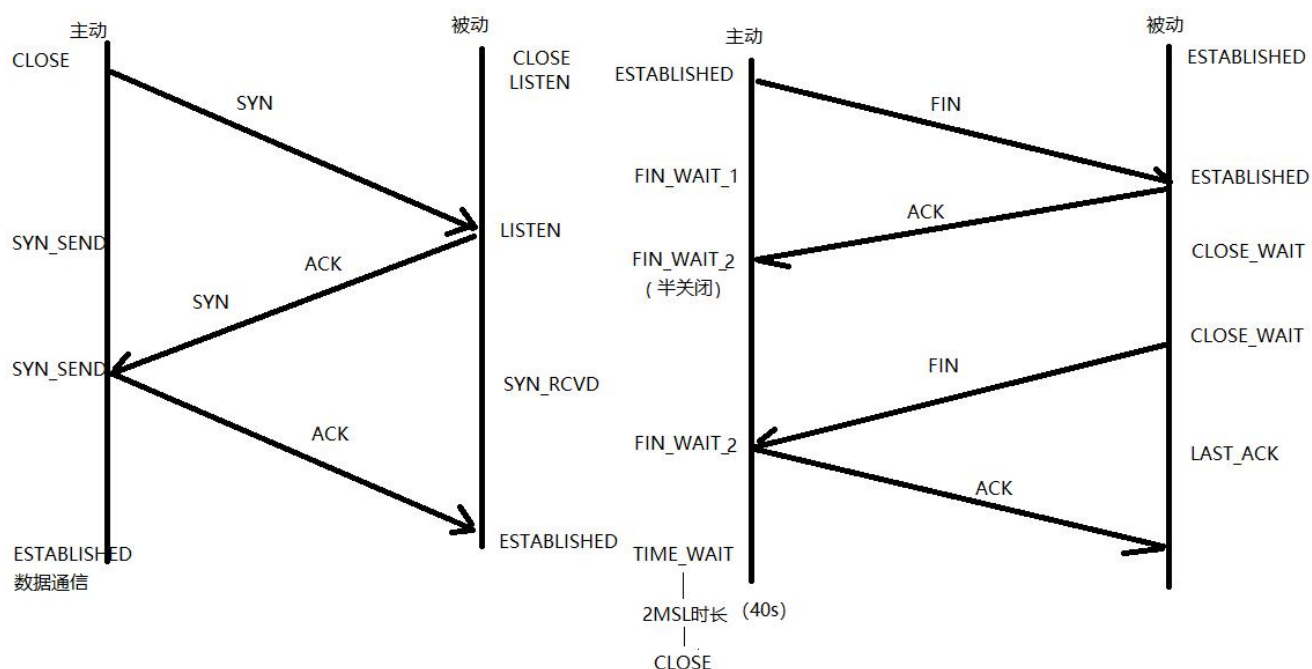 主动
被动
CLOSE
CLOSE
LISTEN
SYN
LISTEN
SYN_SEND
ACK
SYN
SYN_SEND
SYN_RCVD
ACK
ESTABLISHED
ESTABLISHED
数据通信
主动
被动
ESTABLISHED
ESTABLISHED
FIN
FIN_WAIT_1
ESTABLISHED
ACK
FIN_WAIT_2
(半关闭)
CLOSE_WAIT
CLOSE_WAIT
FIN
FIN_WAIT_2
LAST_ACK
ACK
TIME_WAIT
2MSL时长 (40s)
CLOSE